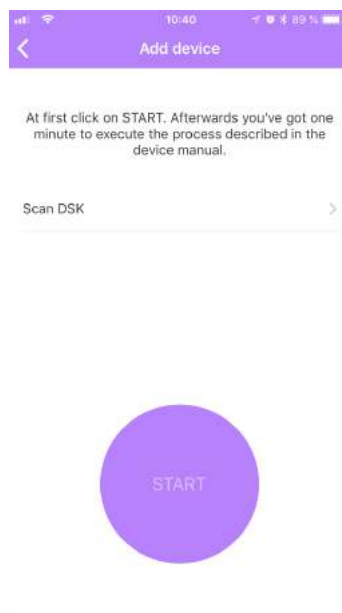 10:40
89 %
Add device
At first click on START. Afterwards you've got one
minute to execute the process described in the
device manual.
Scan DSK
START